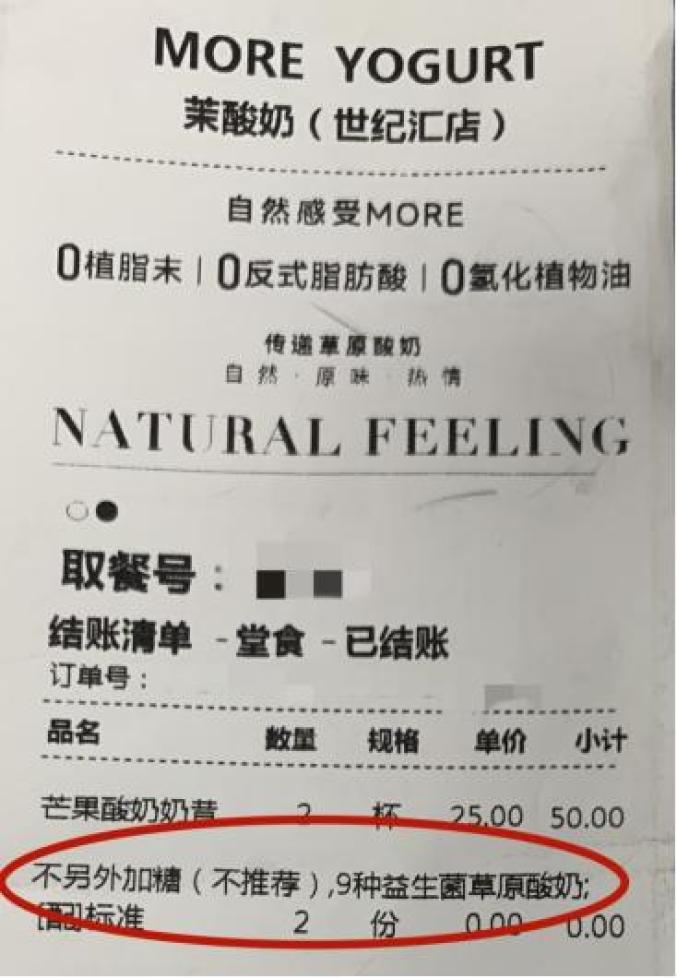 MORE YOGURT
茉酸奶（世纪汇店）
自然感受MORE
0植脂末 | 0反式脂肪酸 | 0氢化植物油
传递草原酸奶
自然·原味·热情
NATURAL FEELING
取餐号：
结账清单 -堂食 -已结账
订单号：
品名 数量 规格 单价 小计
芒果酸奶奶昔 2 杯 25.00 50.00
不另外加糖（不推荐）,9种益生菌草原酸奶;
[配]标准 2 份 0.00 0.00